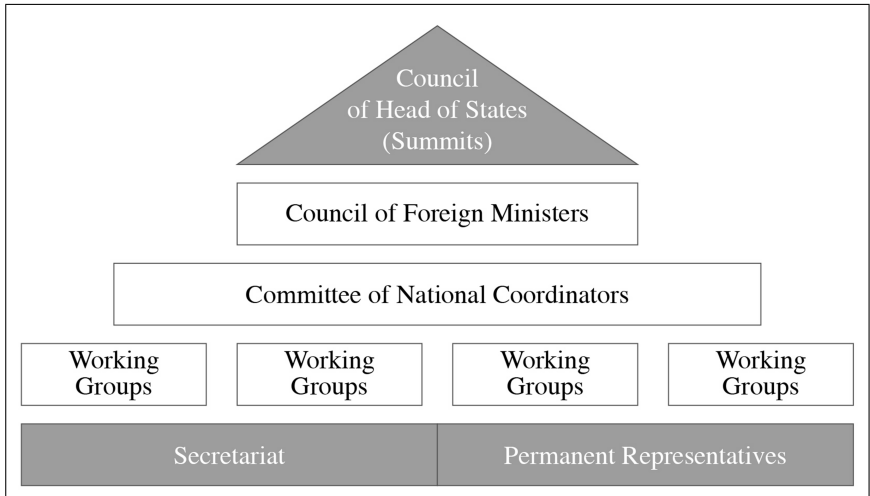 Council
of Head of States
(Summits)
Council of Foreign Ministers
Committee of National Coordinators
Working
Groups
Working
Groups
Working
Groups
Working
Groups
Secretariat
Permanent Representatives